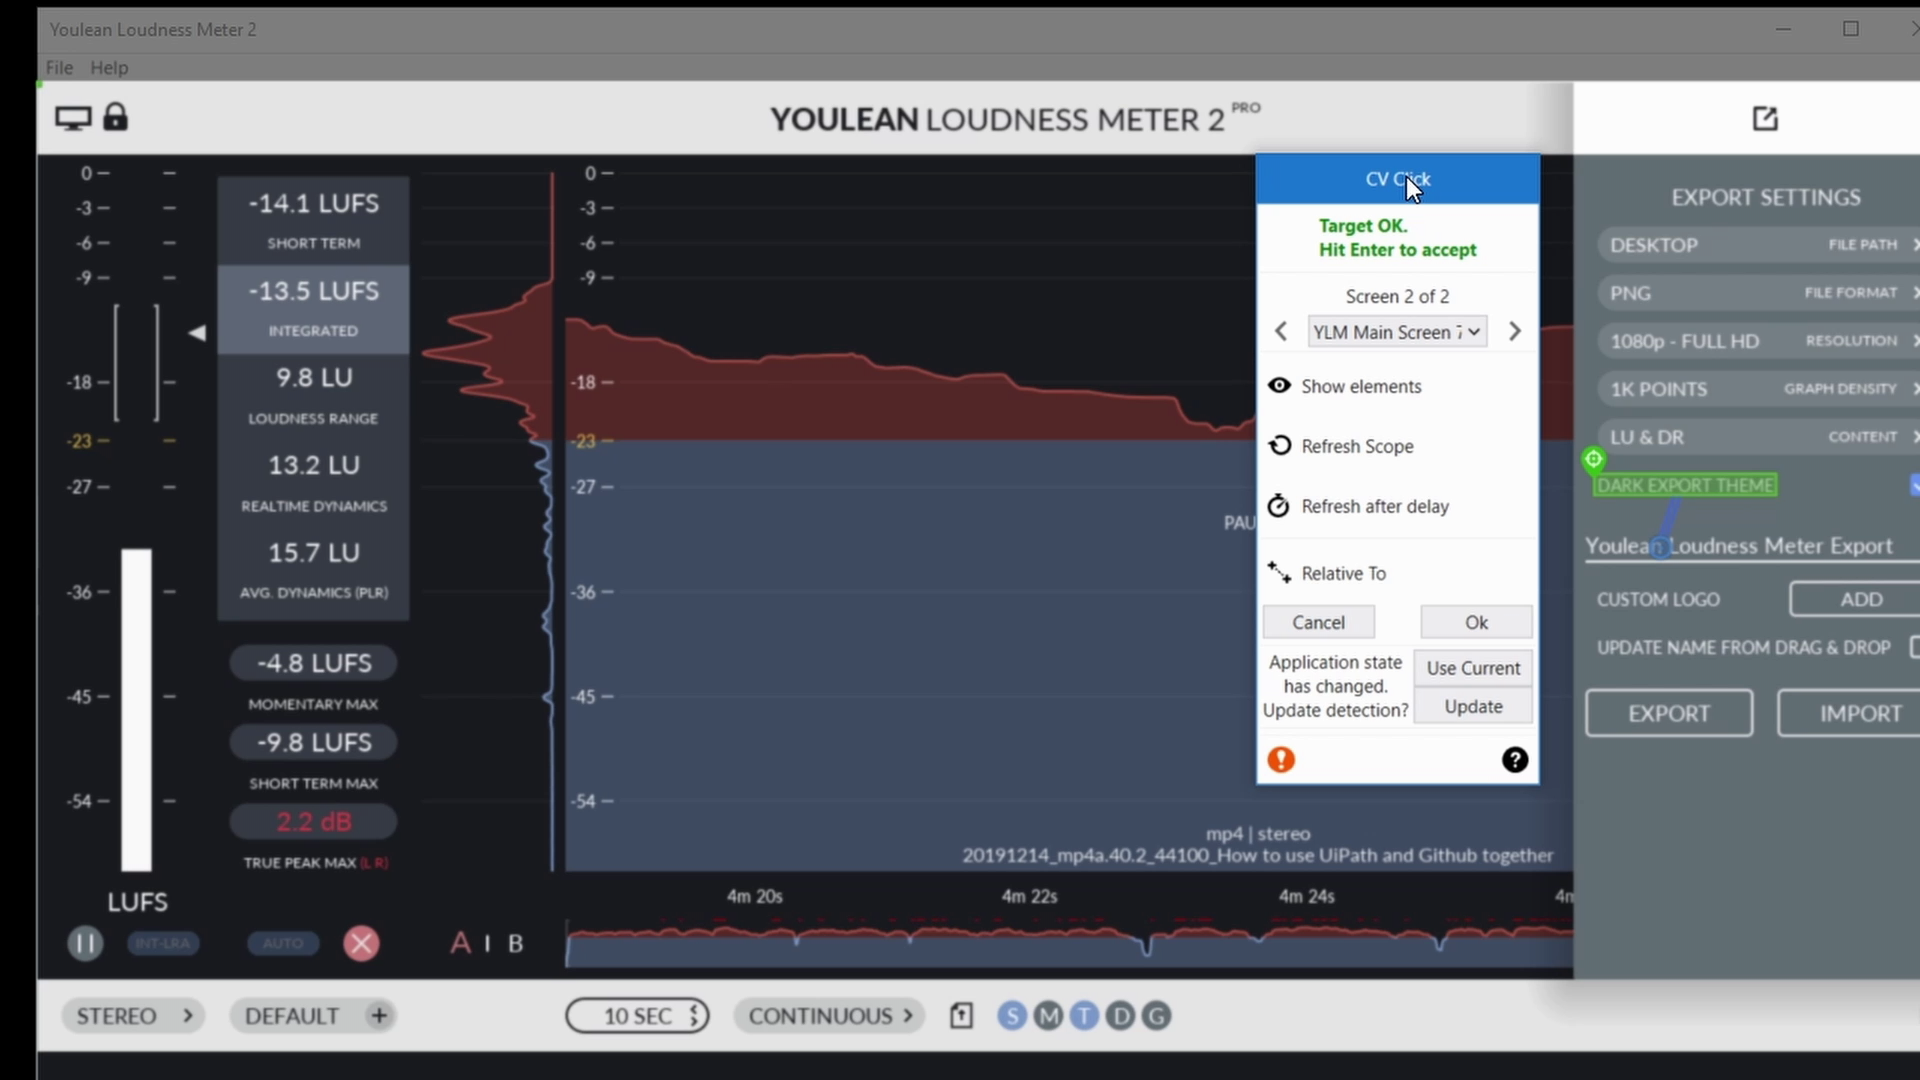 Youlean Loudness Meter 2
File Help
YOULEAN LOUDNESS METER 2 PRO
0
-3
-6
-9
-18
-23
-27
-36
-45
-54
LUFS
-14.1 LUFS
SHORT TERM
-13.5 LUFS
INTEGRATED
9.8 LU
LOUDNESS RANGE
13.2 LU
REALTIME DYNAMICS
15.7 LU
AVG. DYNAMICS (PLR)
-4.8 LUFS
MOMENTARY MAX
-9.8 LUFS
SHORT TERM MAX
2.2 dB
TRUE PEAK MAX (L R)
INT-LRA
AUTO
A I B
0
-3
-6
-9
-18
-23
-27
-36
-45
-54
PAU
mp4 | stereo
20191214_mp4a.40.2_44100_How to use UiPath and Github together
4m 20s 4m 22s 4m 24s 4m
CV Click
Target OK.
Hit Enter to accept
Screen 2 of 2
YLM Main Screen
Show elements
Refresh Scope
Refresh after delay
Relative To
Cancel Ok
Application state
has changed.
Update detection?
Use Current
Update
EXPORT SETTINGS
DESKTOP FILE PATH
PNG FILE FORMAT
1080p - FULL HD RESOLUTION
1K POINTS GRAPH DENSITY
LU & DR CONTENT
DARK EXPORT THEME
Youlean Loudness Meter Export
CUSTOM LOGO ADD
UPDATE NAME FROM DRAG & DROP
EXPORT IMPORT
STEREO DEFAULT + 10 SEC CONTINUOUS S M T D G